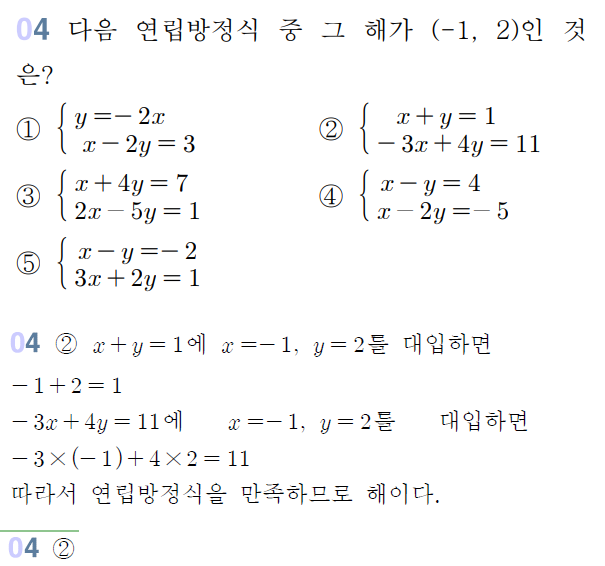 04 다음 연립방정식 중 그 해가 (-1, 2)인 것
은?
① { y=-2x
x-2y=3
② { x+y=1
-3x+4y=11
③ { x+4y=7
2x-5y=1
④ { x-y=4
x-2y=-5
⑤ { x-y=-2
3x+2y=1
04 ② x+y=1에 x=-1, y=2를 대입하면
-1+2=1
-3x+4y=11에 x=-1, y=2를 대입하면
-3×(-1)+4×2=11
따라서 연립방정식을 만족하므로 해이다.
04 ②